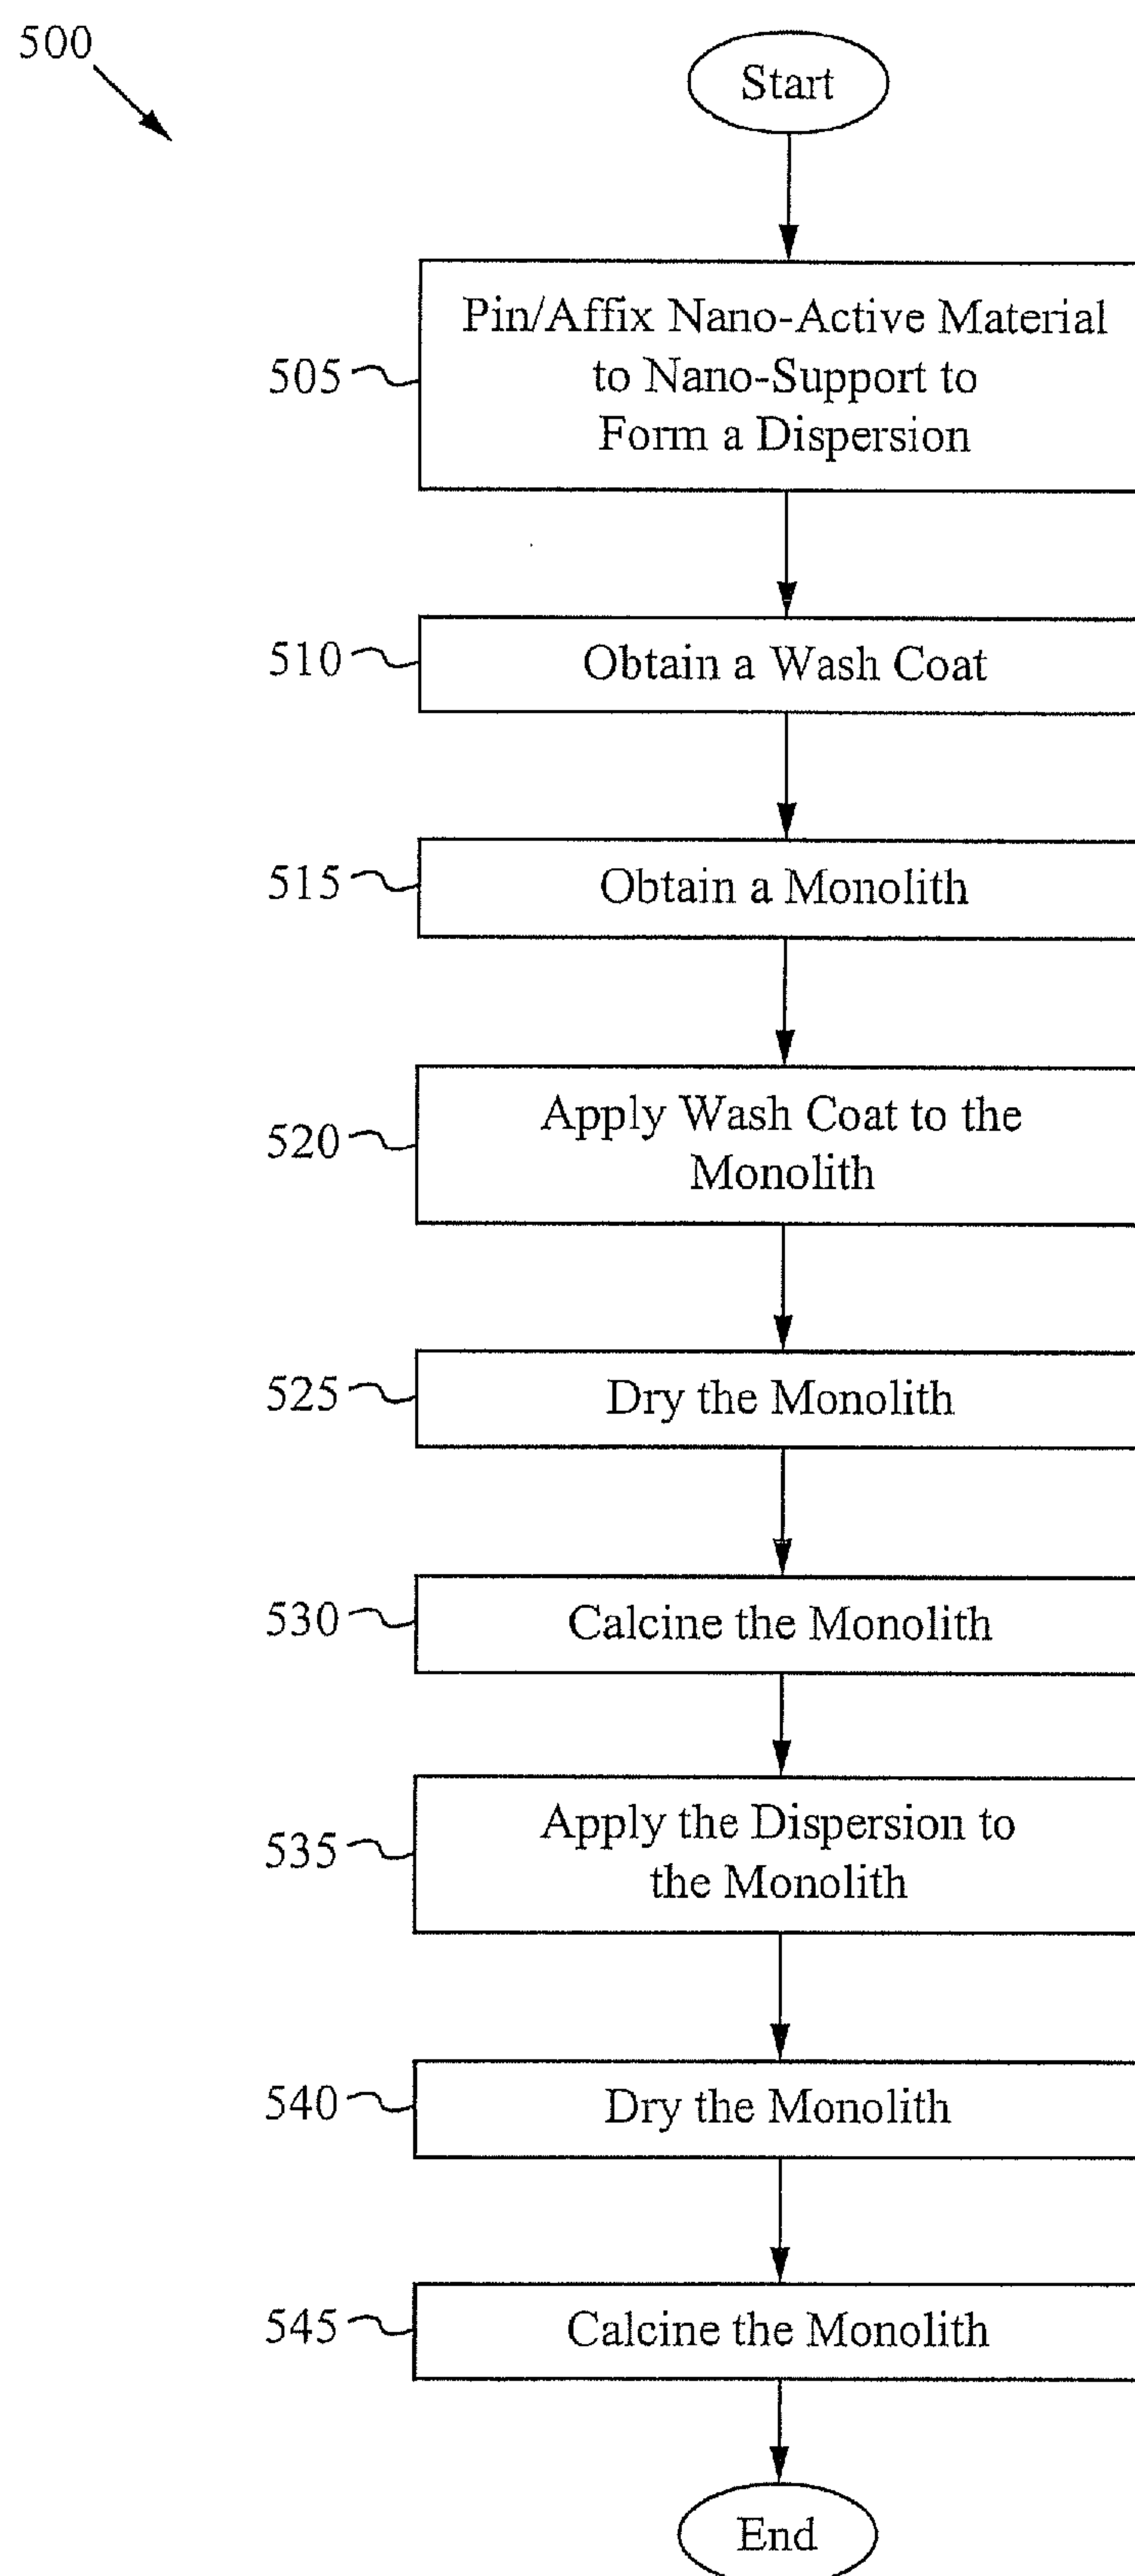 500
Start
505
Pin/Affix Nano-Active Material
to Nano-Support to
Form a Dispersion
510
Obtain a Wash Coat
515
Obtain a Monolith
520
Apply Wash Coat to the
Monolith
525
Dry the Monolith
530
Calcine the Monolith
535
Apply the Dispersion to
the Monolith
540
Dry the Monolith
545
Calcine the Monolith
End